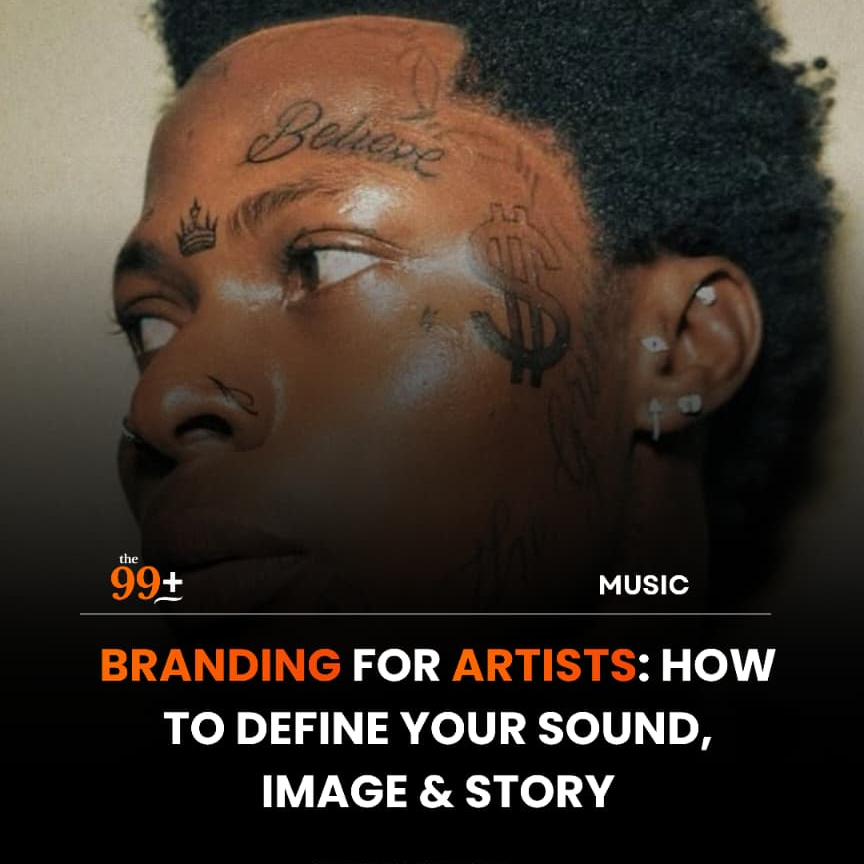 Believe
$
the
99+
MUSIC
BRANDING FOR ARTISTS: HOW
TO DEFINE YOUR SOUND,
IMAGE & STORY